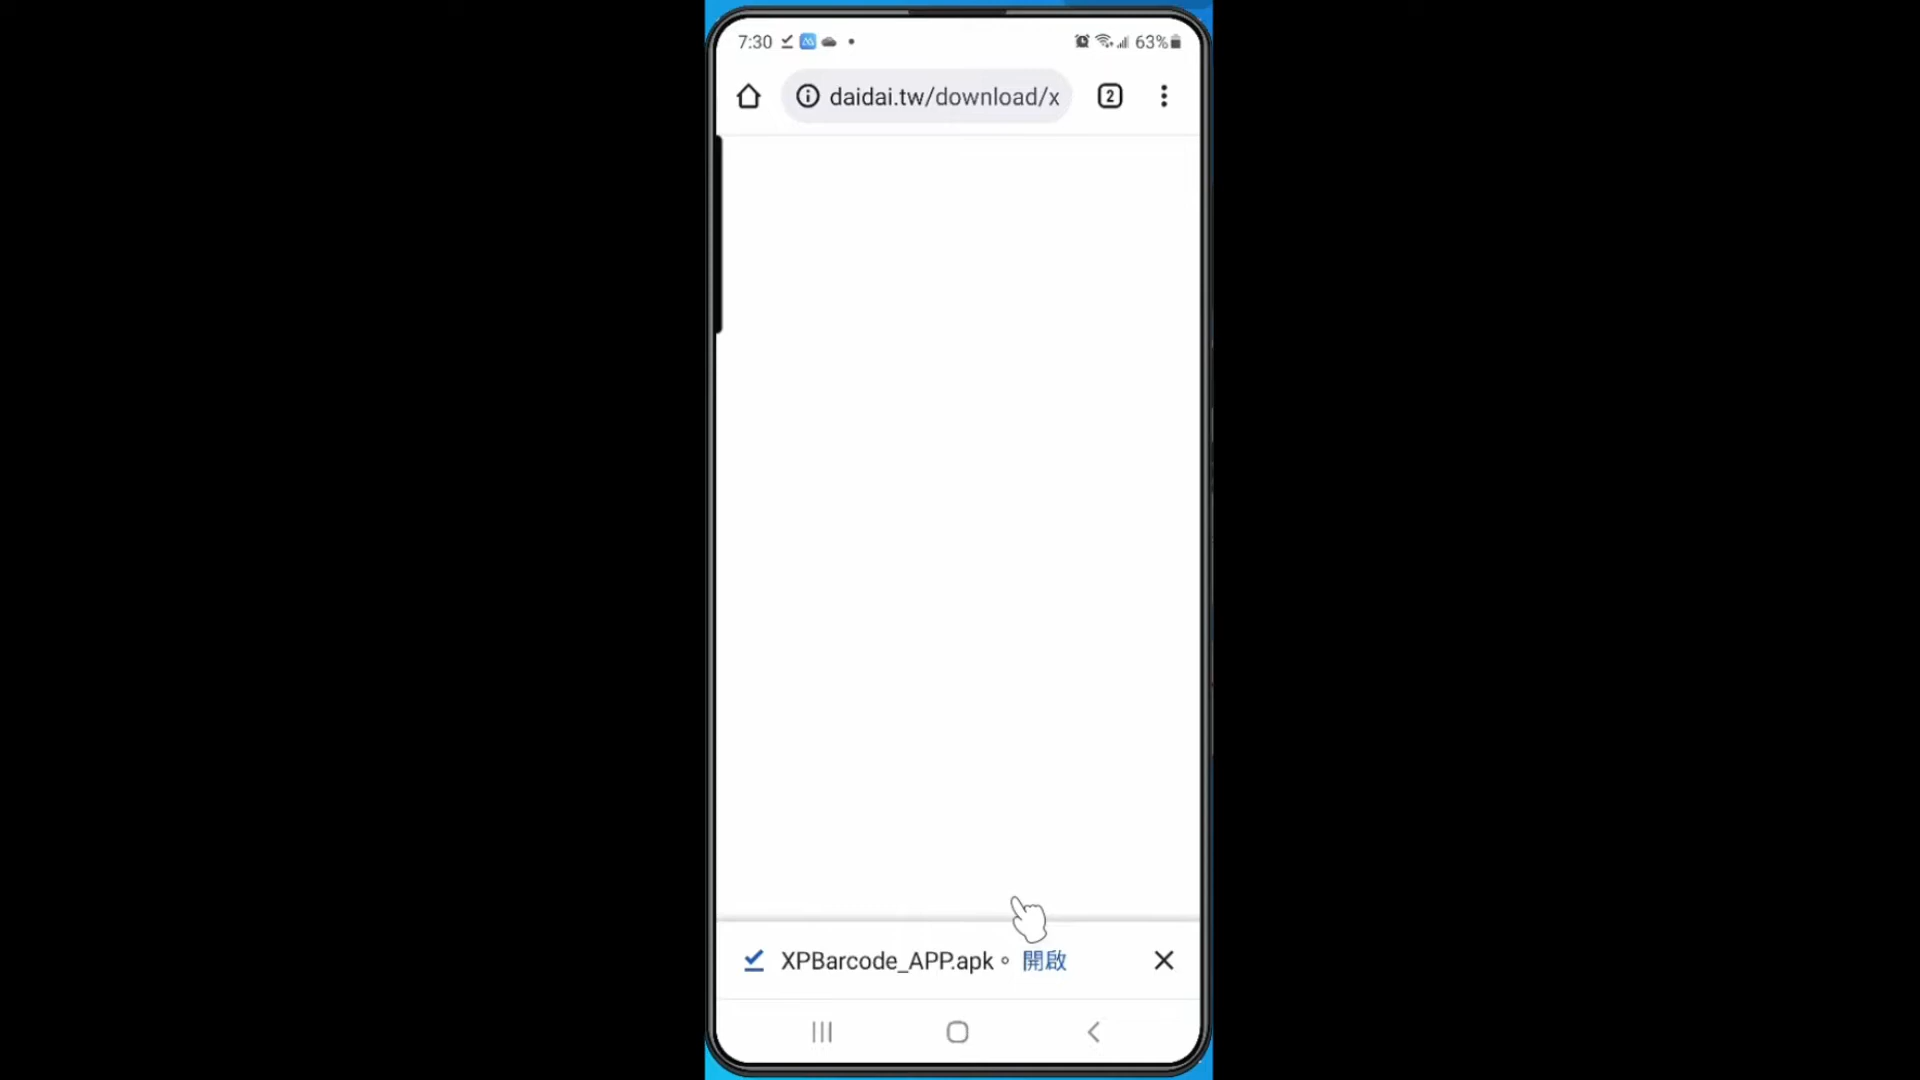 7:30 63%
daidai.tw/download/x 2
XPBarcode_APP.apk。 開啟